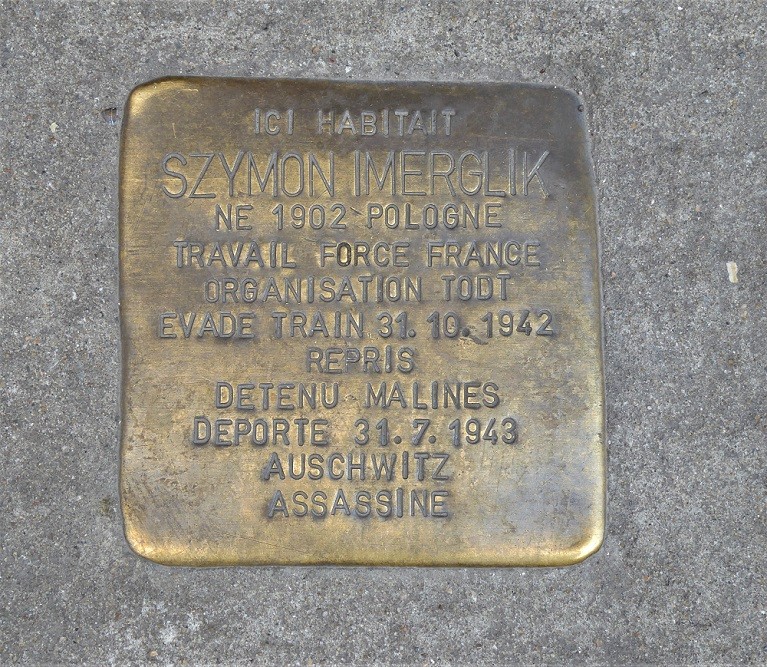 ICI HABITAIT
SZYMON IMERGLIK
NE 1902 POLOGNE
TRAVAIL FORCE FRANCE
ORGANISATION TODT
EVADE TRAIN 31. 10. 1942
REPRIS
DETENU MALINES
DEPORTE 31. 7. 1943
AUSCHWITZ
ASSASSINE